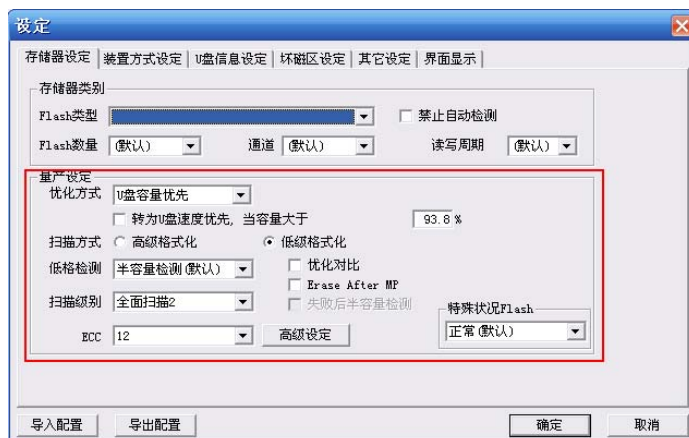 设定
存储器设定 装置方式设定 U盘信息设定 坏磁区设定 其它设定 界面显示
存储器类别
Flash类型 禁止自动检测
Flash数量 (默认) 通道 (默认) 读写周期 (默认)
量产设定
优化方式 U盘容量优先
转为U盘速度优先, 当容量大于 93.8 %
扫描方式 高级格式化 低级格式化
低格检测 半容量检测(默认) 优化对比
Erase After MP
扫描级别 全面扫描2 失败后半容量检测 特殊状况Flash
ECC 12 高级设定 正常(默认)
导入配置 导出配置 确定 取消